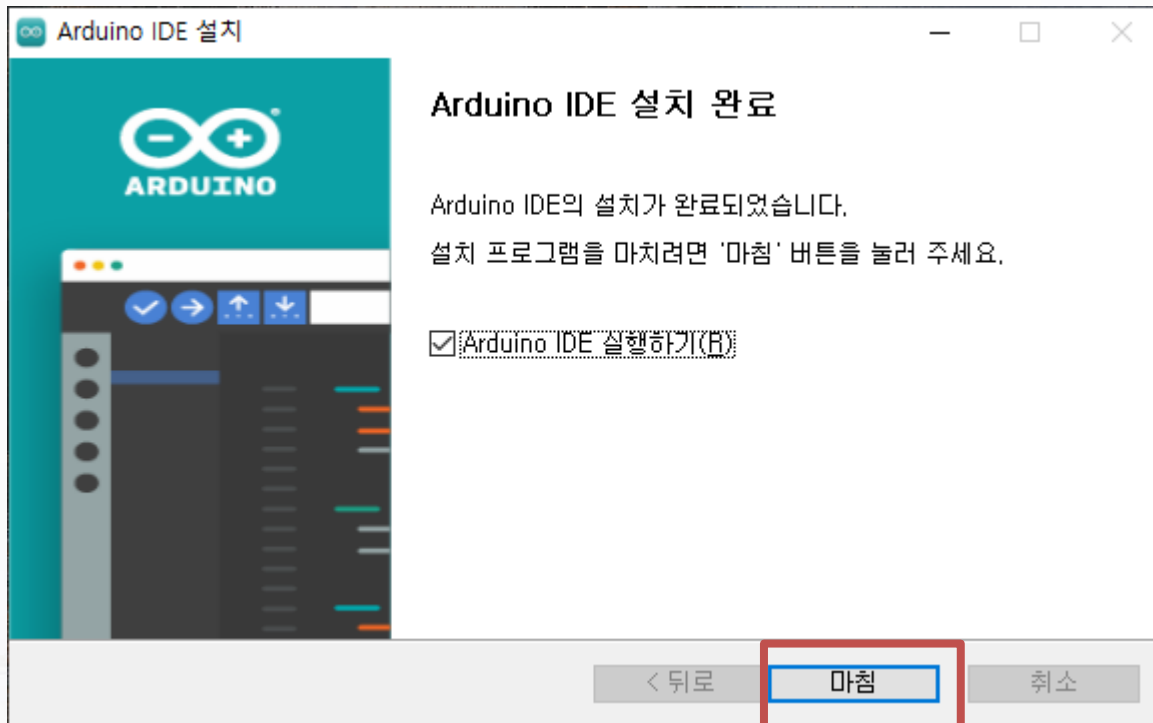 Arduino IDE 설치
Arduino IDE 설치 완료
ARDUINO
Arduino IDE의 설치가 완료되었습니다.
설치 프로그램을 마치려면 '마침' 버튼을 눌러 주세요.
Arduino IDE 실행하기(R)
< 뒤로
마침
취소